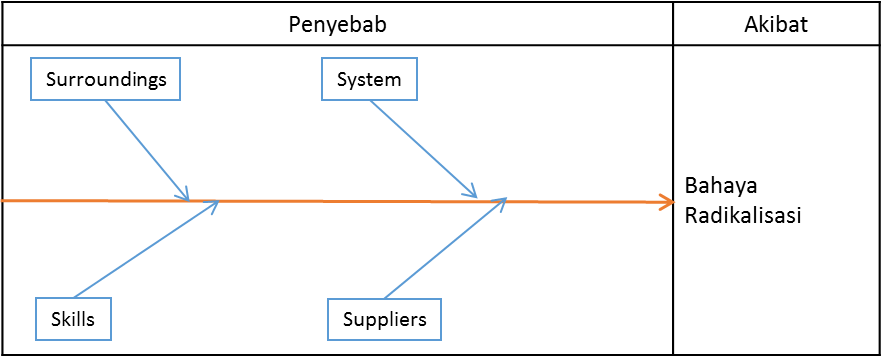 Penyebab
Akibat
Surroundings
System
Bahaya
Radikalisasi
Skills
Suppliers